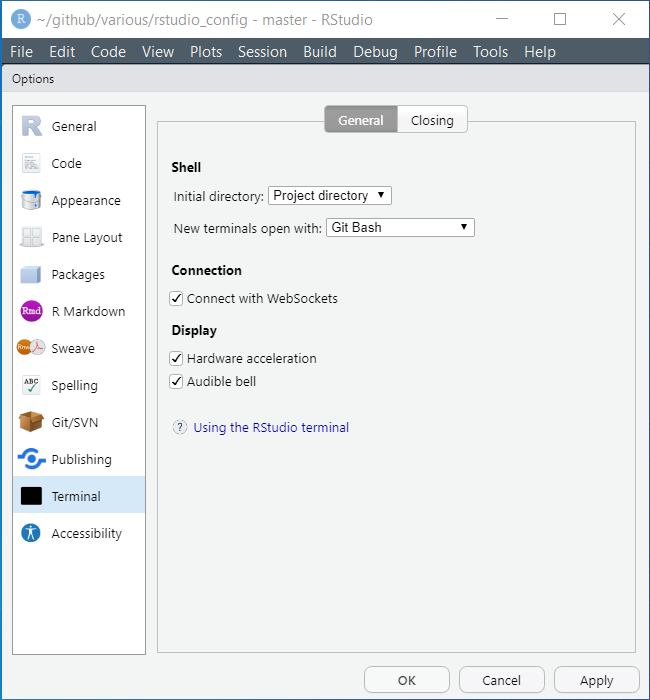 R ~/github/various/rstudio_config - master - RStudio
File Edit Code View Plots Session Build Debug Profile Tools Help
Options
R General
Code
Appearance
Pane Layout
Packages
Rmd R Markdown
Sweave
ABC Spelling
Git/SVN
Publishing
Terminal
Accessibility
General Closing
Shell
Initial directory: Project directory
New terminals open with: Git Bash
Connection
Connect with WebSockets
Display
Hardware acceleration
Audible bell
? Using the RStudio terminal
OK Cancel Apply